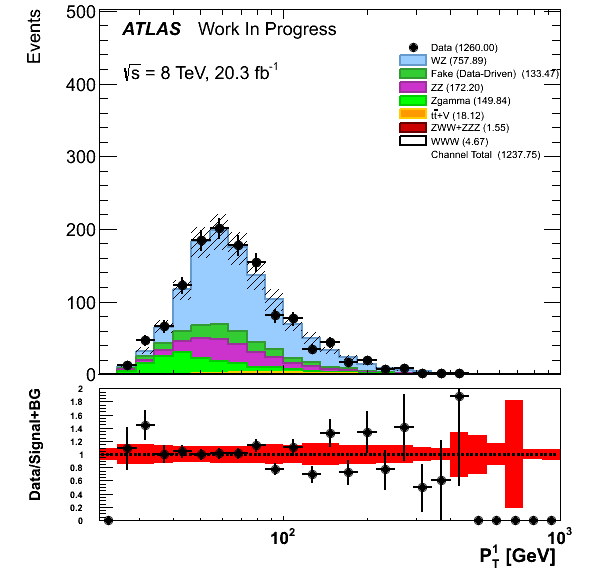 Events
500
400
300
200
100
0
ATLAS Work In Progress
√s = 8 TeV, 20.3 fb-1
Data (1260.00)
WZ (757.89)
Fake (Data-Driven) (133.47)
ZZ (172.20)
Zgamma (149.84)
tt̄+V (18.12)
ZWW+ZZZ (1.55)
WWW (4.67)
Channel Total (1237.75)
Data/Signal+BG
2
1.8
1.6
1.4
1.2
1
0.8
0.6
0.4
0.2
0
10²
10³
P¹T [GeV]